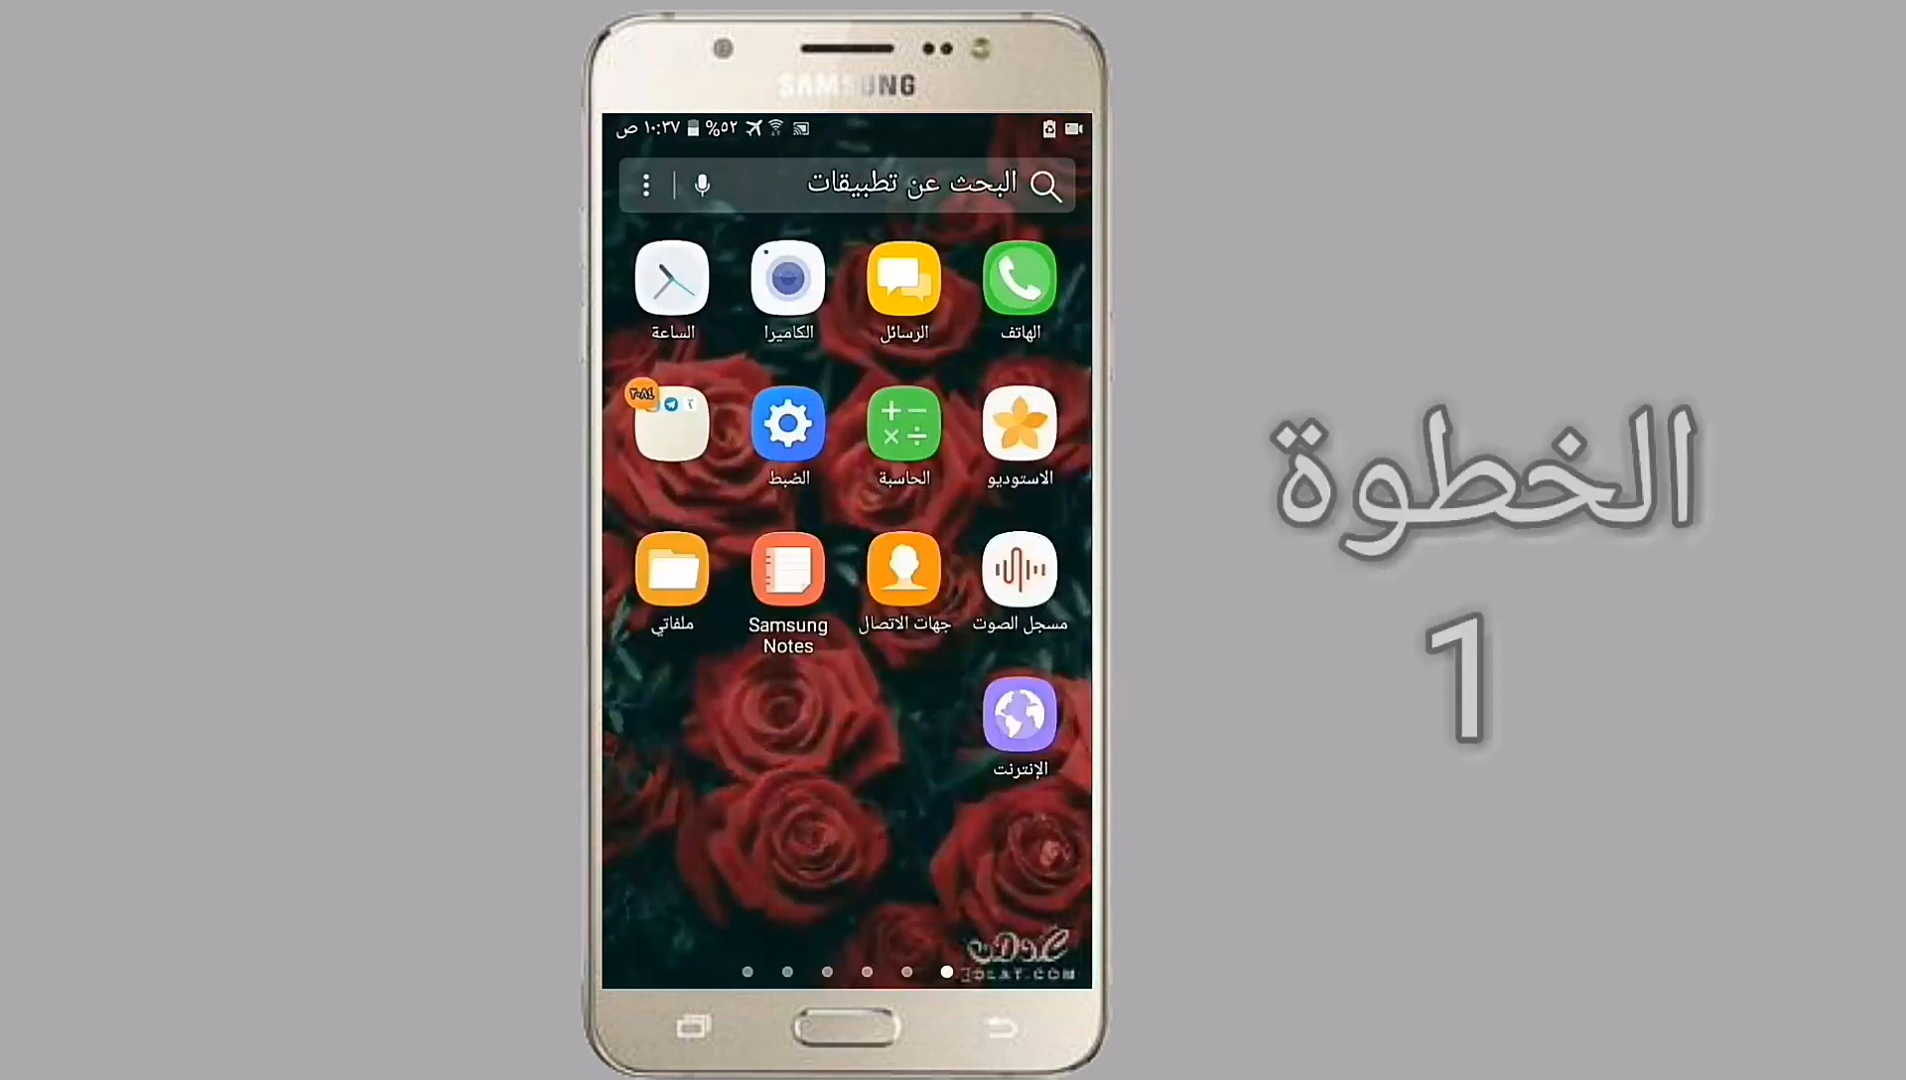 SAMSUNG
١٠:٣٧ ص ٥٢%
البحث عن تطبيقات
الهاتف
الرسائل
الكاميرا
الساعة
الاستوديو
الحاسبة
الضبط
٢٠٨٤
مسجل الصوت
جهات الاتصال
Samsung
Notes
ملفاتي
الإنترنت
الخطوة
1